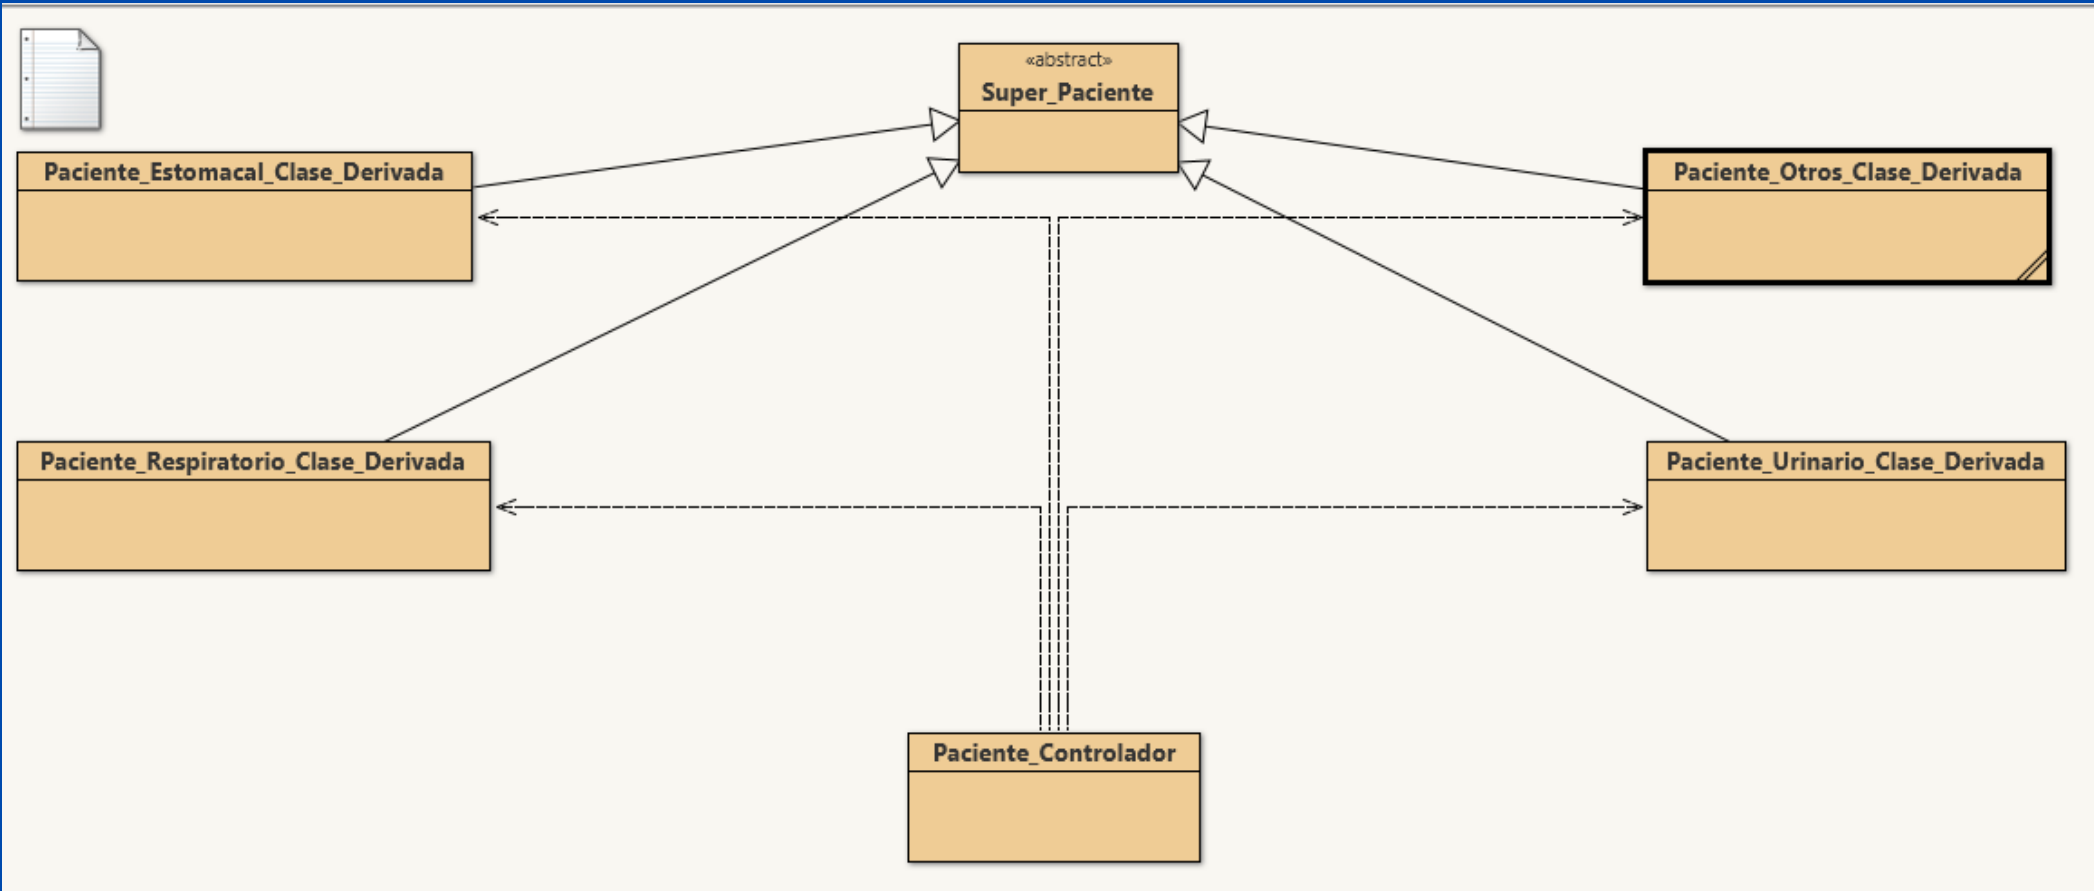 «abstract»
Super_Paciente
Paciente_Estomacal_Clase_Derivada
Paciente_Otros_Clase_Derivada
Paciente_Respiratorio_Clase_Derivada
Paciente_Urinario_Clase_Derivada
Paciente_Controlador